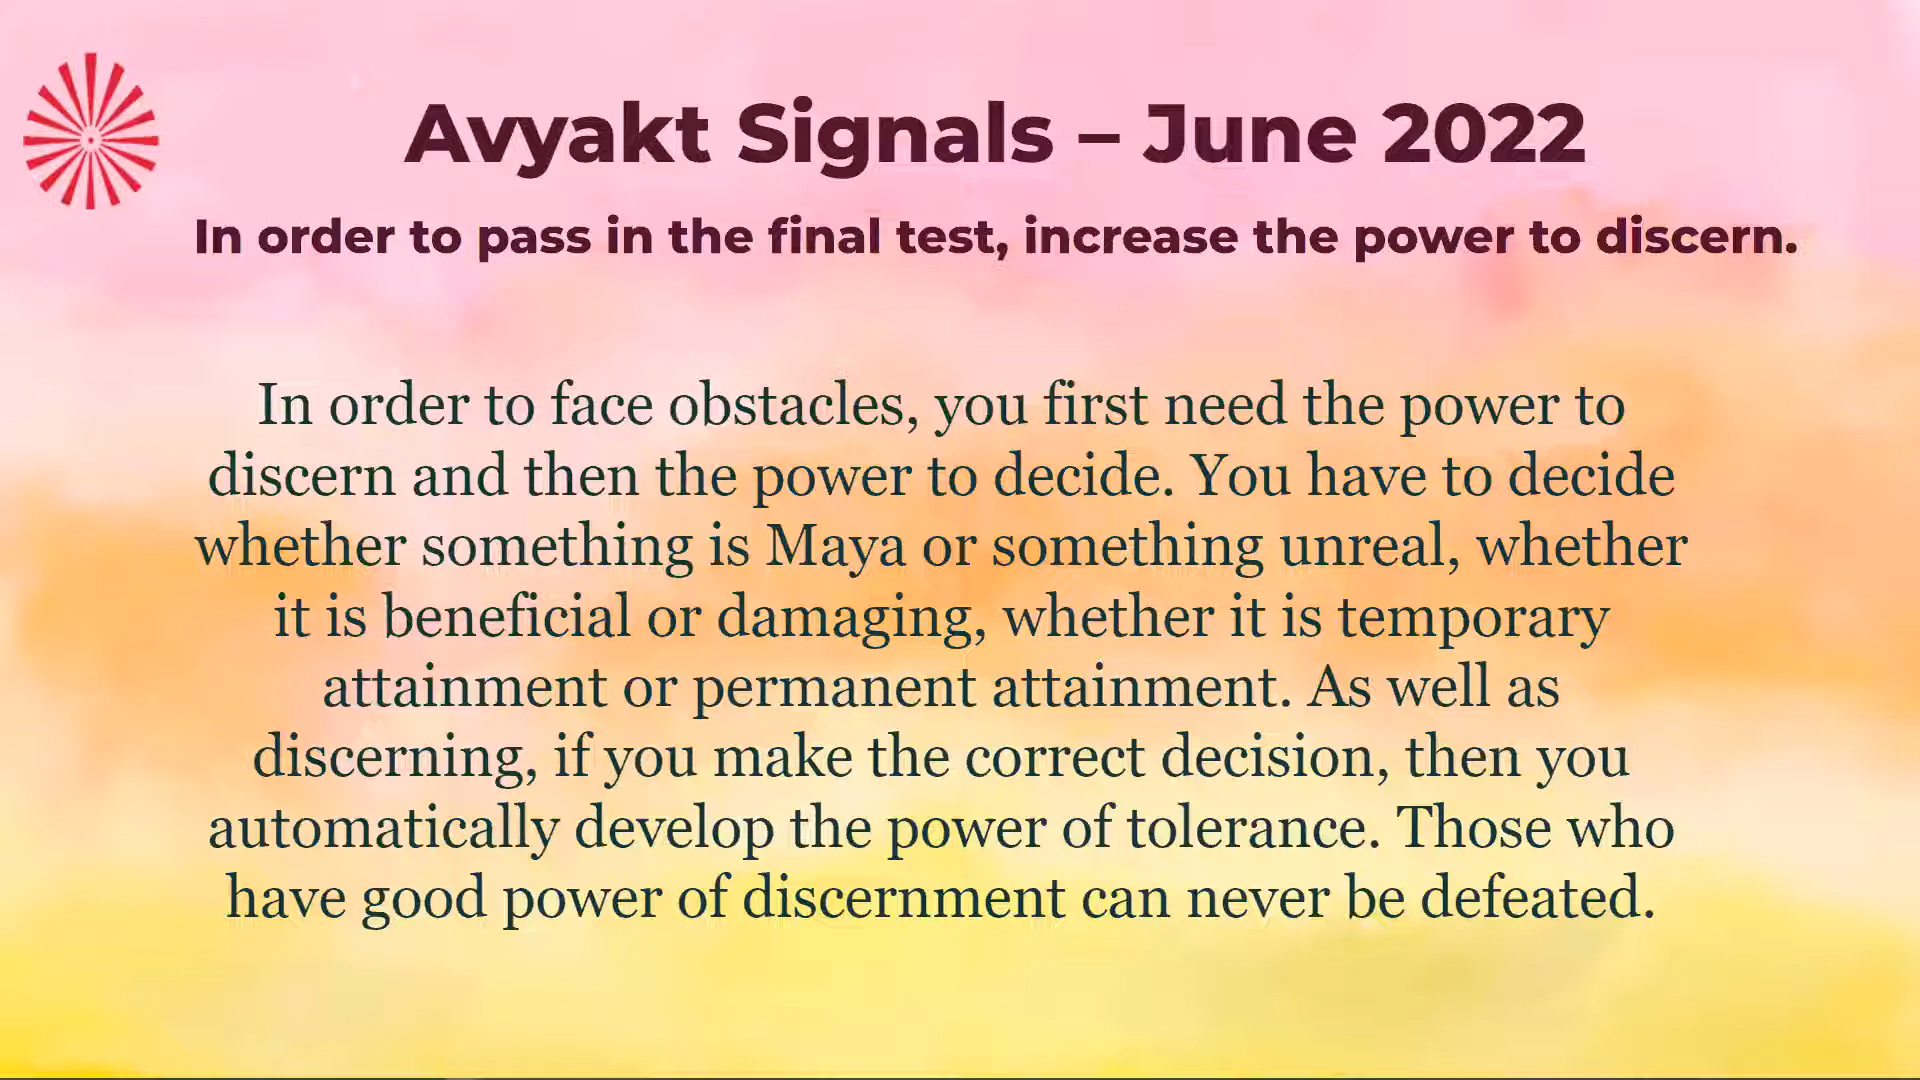 Avyakt Signals – June 2022
In order to pass in the final test, increase the power to discern.
In order to face obstacles, you first need the power to
discern and then the power to decide. You have to decide
whether something is Maya or something unreal, whether
it is beneficial or damaging, whether it is temporary
attainment or permanent attainment. As well as
discerning, if you make the correct decision, then you
automatically develop the power of tolerance. Those who
have good power of discernment can never be defeated.